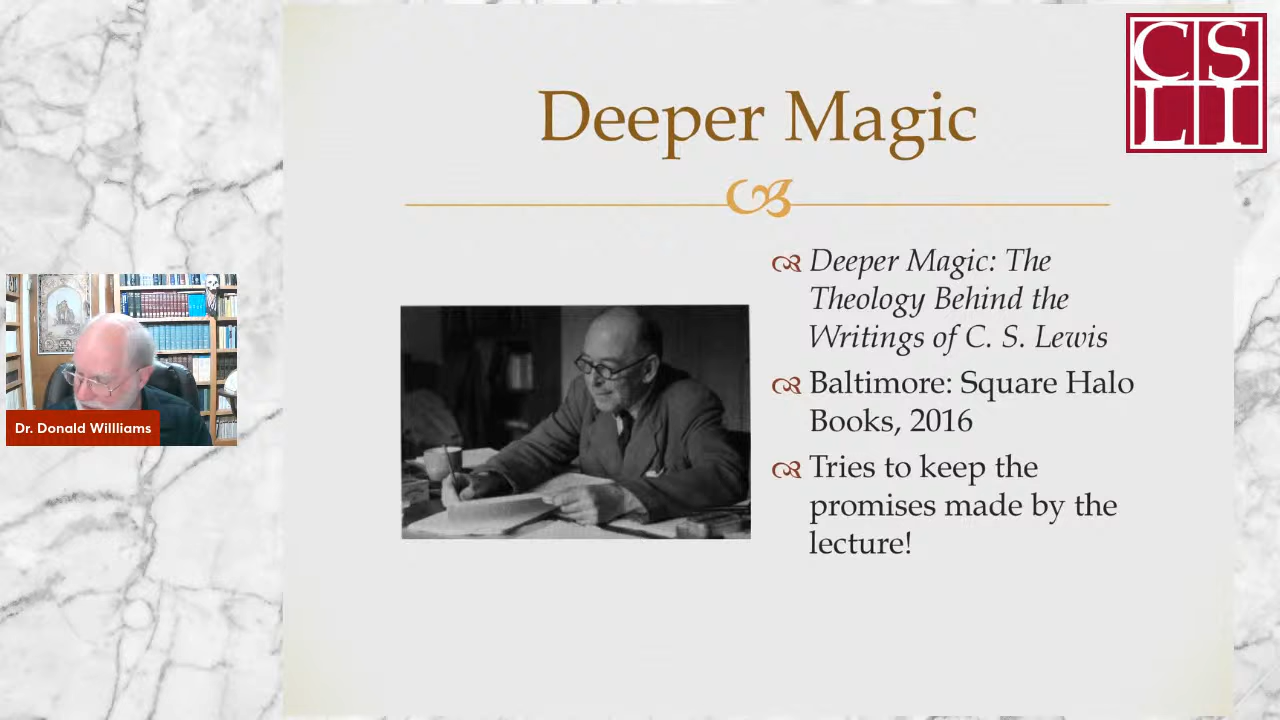 CS
LI
Deeper Magic
Deeper Magic: The
Theology Behind the
Writings of C. S. Lewis
Baltimore: Square Halo
Books, 2016
Tries to keep the
promises made by the
lecture!
Dr. Donald Willliams